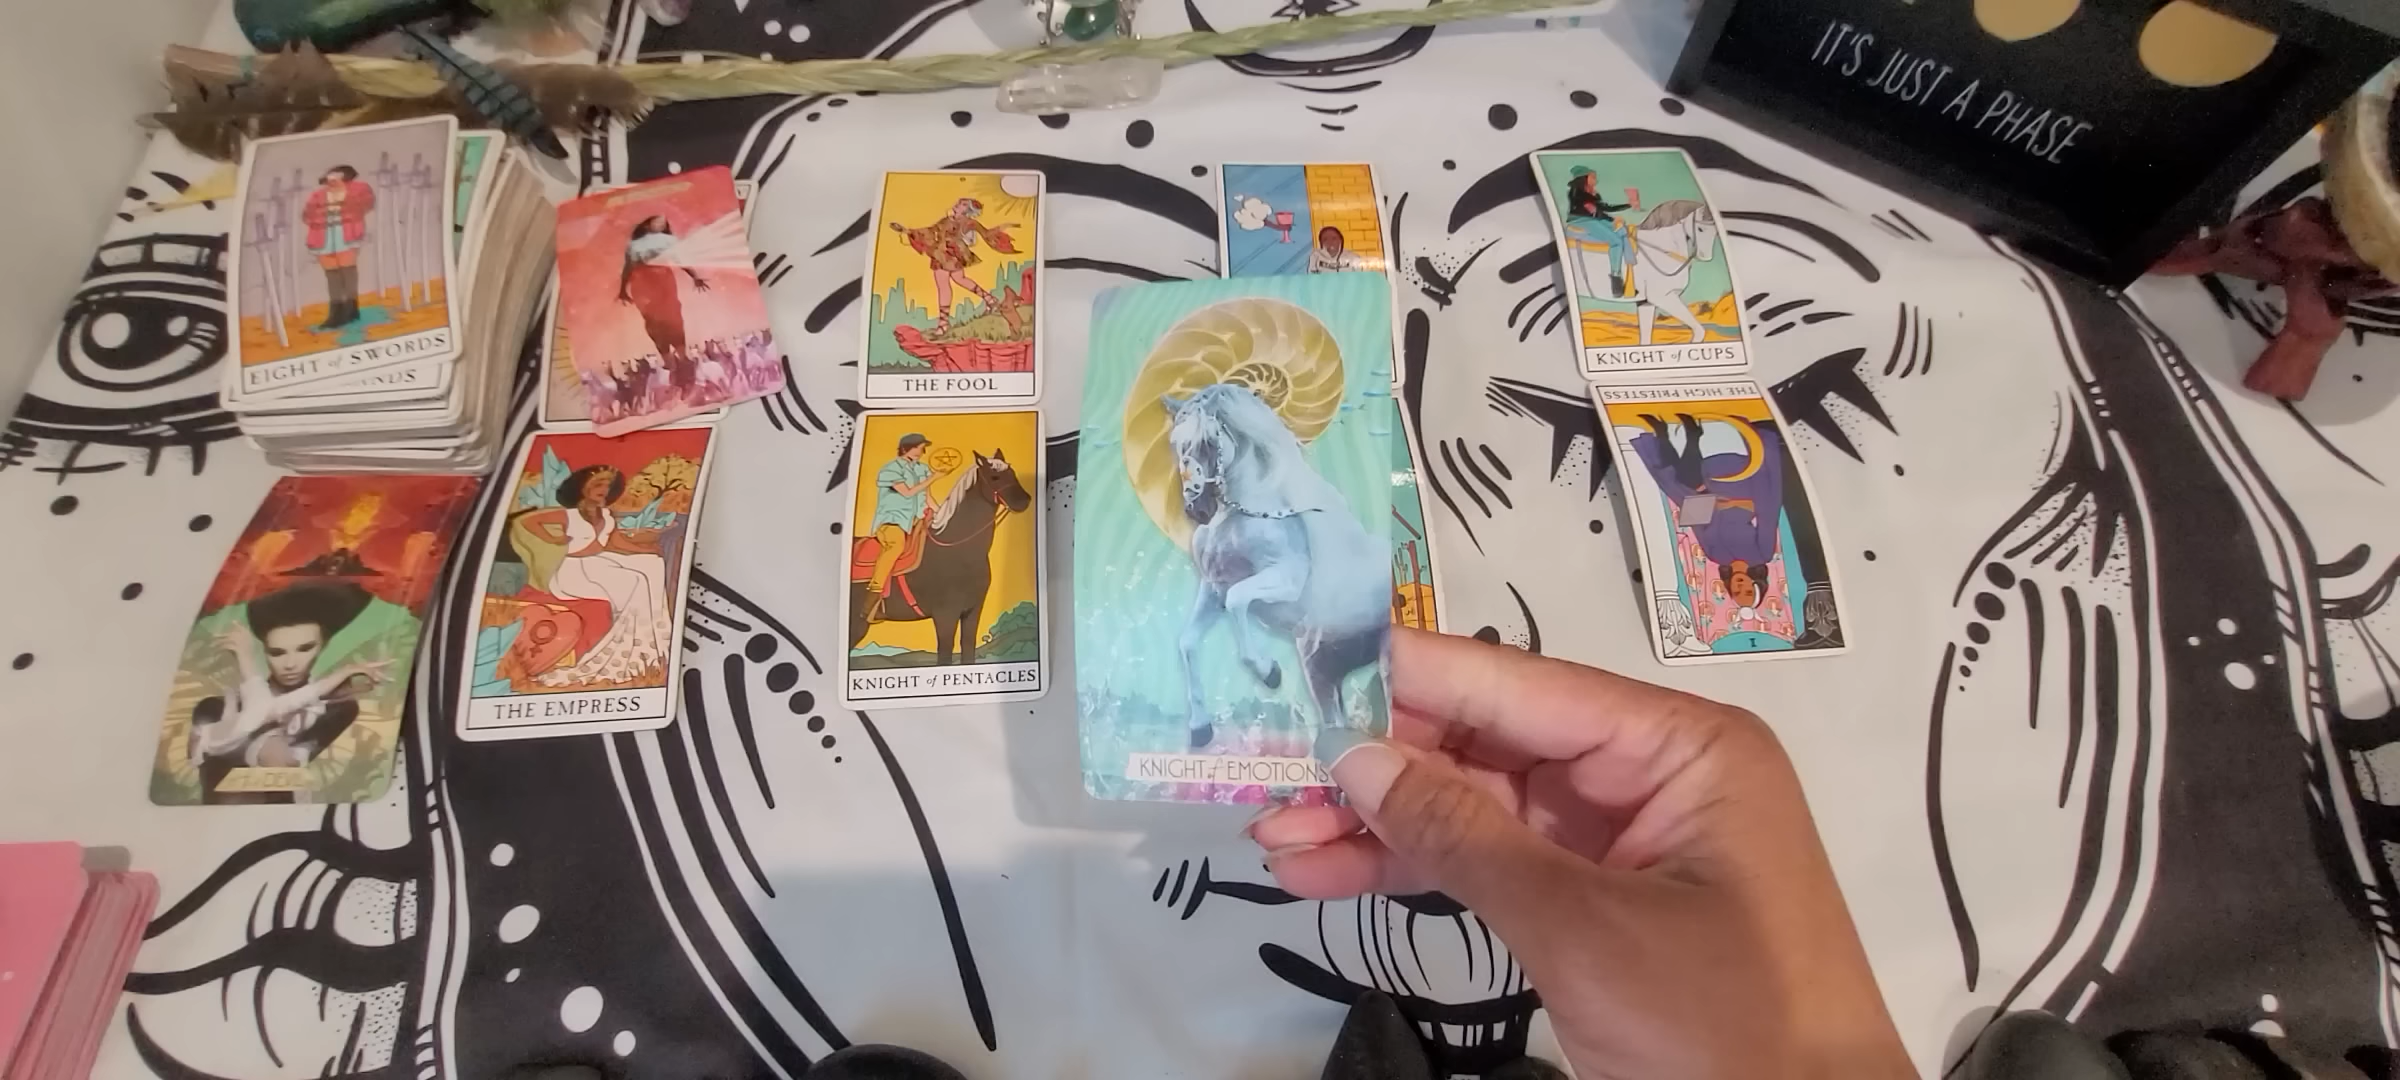 IT'S JUST A PHASE
EIGHT of SWORDS
THE FOOL
KNIGHT of CUPS
THE HIGH PRIESTESS
THE EMPRESS
KNIGHT of PENTACLES
KNIGHT of EMOTIONS
I